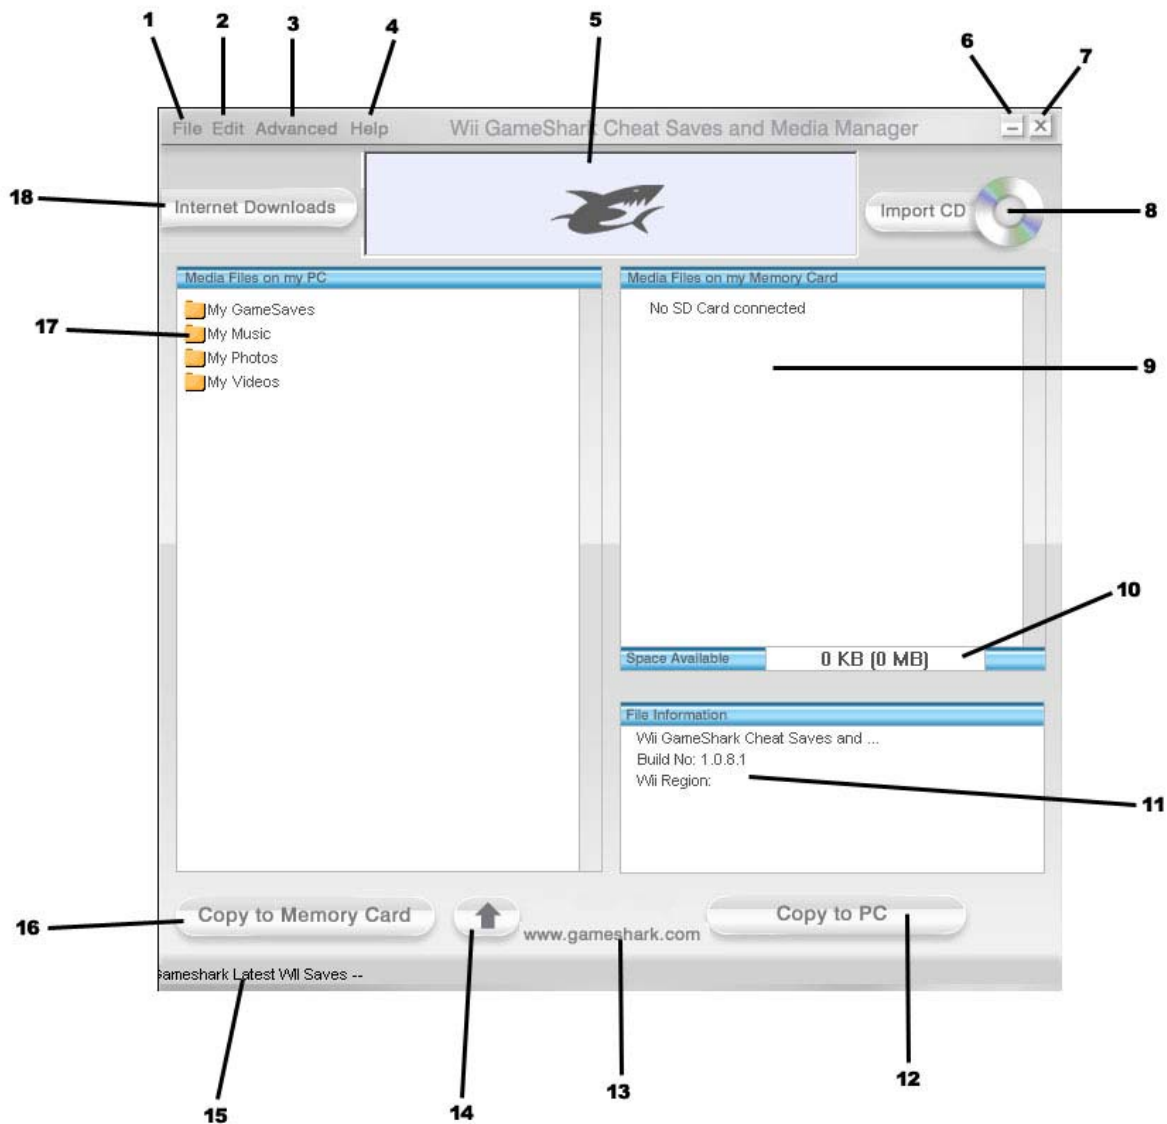 1 2 3 4 5 6 7
File Edit Advanced Help Wii GameShark Cheat Saves and Media Manager
18 Internet Downloads Import CD 8
Media Files on my PC Media Files on my Memory Card
My GameSaves No SD Card connected
17 My Music
My Photos 9
My Videos
10
Space Available 0 KB (0 MB)
File Information
Wii GameShark Cheat Saves and ...
Build No: 1.0.8.1
Wii Region:
11
16 Copy to Memory Card Copy to PC
www.gameshark.com
Gameshark Latest WII Saves --
15 14 13 12